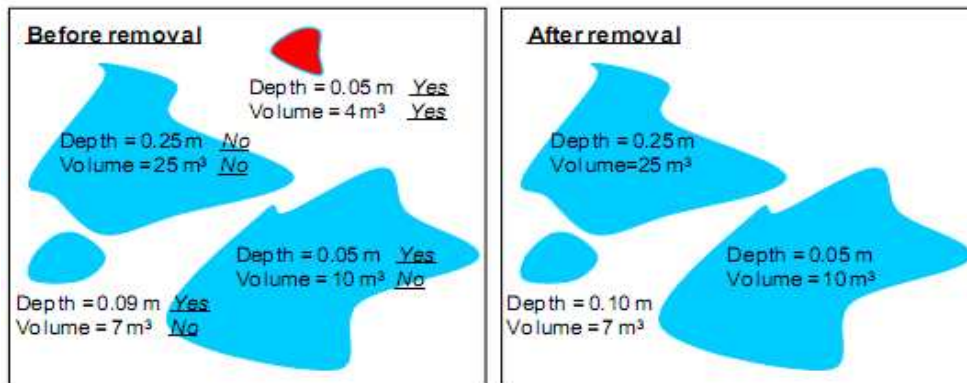 Before removal
Depth = 0.05 m Yes
Volume = 4 m³ Yes
Depth = 0.25 m No
Volume = 25 m³ No
Depth = 0.05 m Yes
Volume = 10 m³ No
Depth = 0.09 m Yes
Volume = 7 m³ No
After removal
Depth = 0.25 m
Volume=25 m³
Depth = 0.05 m
Volume = 10 m³
Depth = 0.10 m
Volume = 7 m³